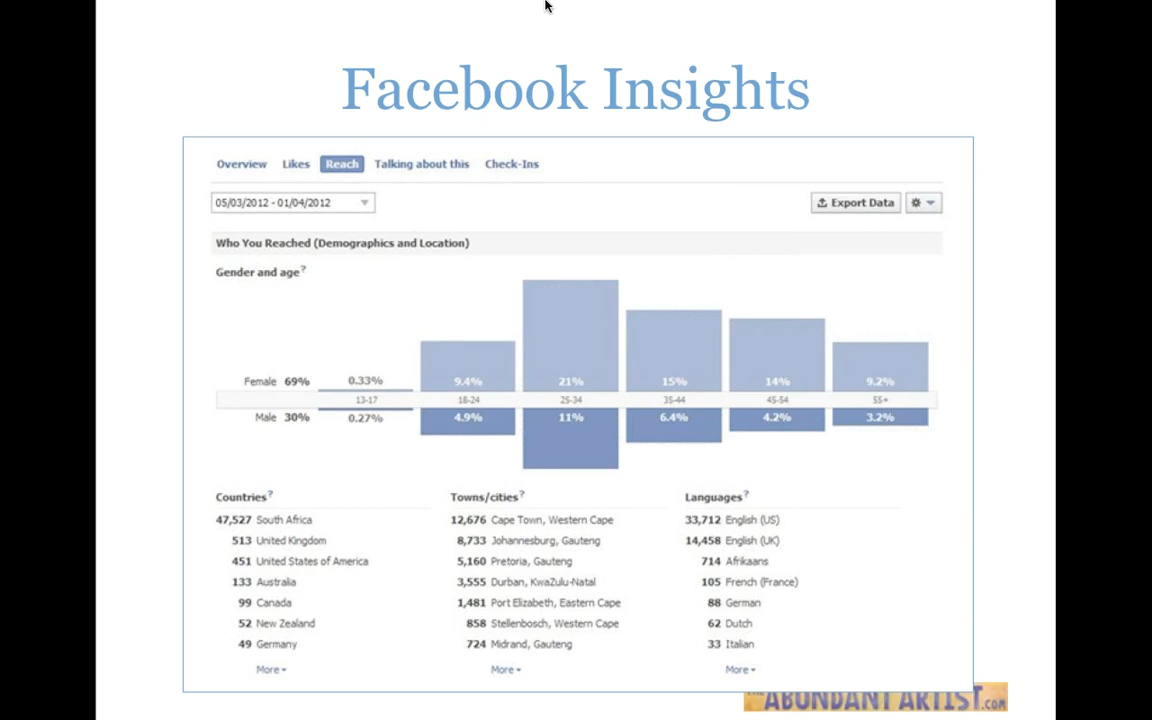 Facebook Insights
Overview Likes Reach Talking about this Check-Ins
05/03/2012 - 01/04/2012 Export Data
Who You Reached (Demographics and Location)
Gender and age?
Female 69% 0.33% 9.4% 21% 15% 14% 9.2%
13-17 18-24 25-34 35-44 45-54 55+
Male 30% 0.27% 4.9% 11% 6.4% 4.2% 3.2%
Countries?
47,527 South Africa
513 United Kingdom
451 United States of America
133 Australia
99 Canada
52 New Zealand
49 Germany
More
Towns/cities?
12,676 Cape Town, Western Cape
8,733 Johannesburg, Gauteng
5,160 Pretoria, Gauteng
3,555 Durban, KwaZulu-Natal
1,481 Port Elizabeth, Eastern Cape
858 Stellenbosch, Western Cape
724 Midrand, Gauteng
More
Languages?
33,712 English (US)
14,458 English (UK)
714 Afrikaans
105 French (France)
88 German
62 Dutch
33 Italian
More
THE ABUNDANT ARTIST.COM